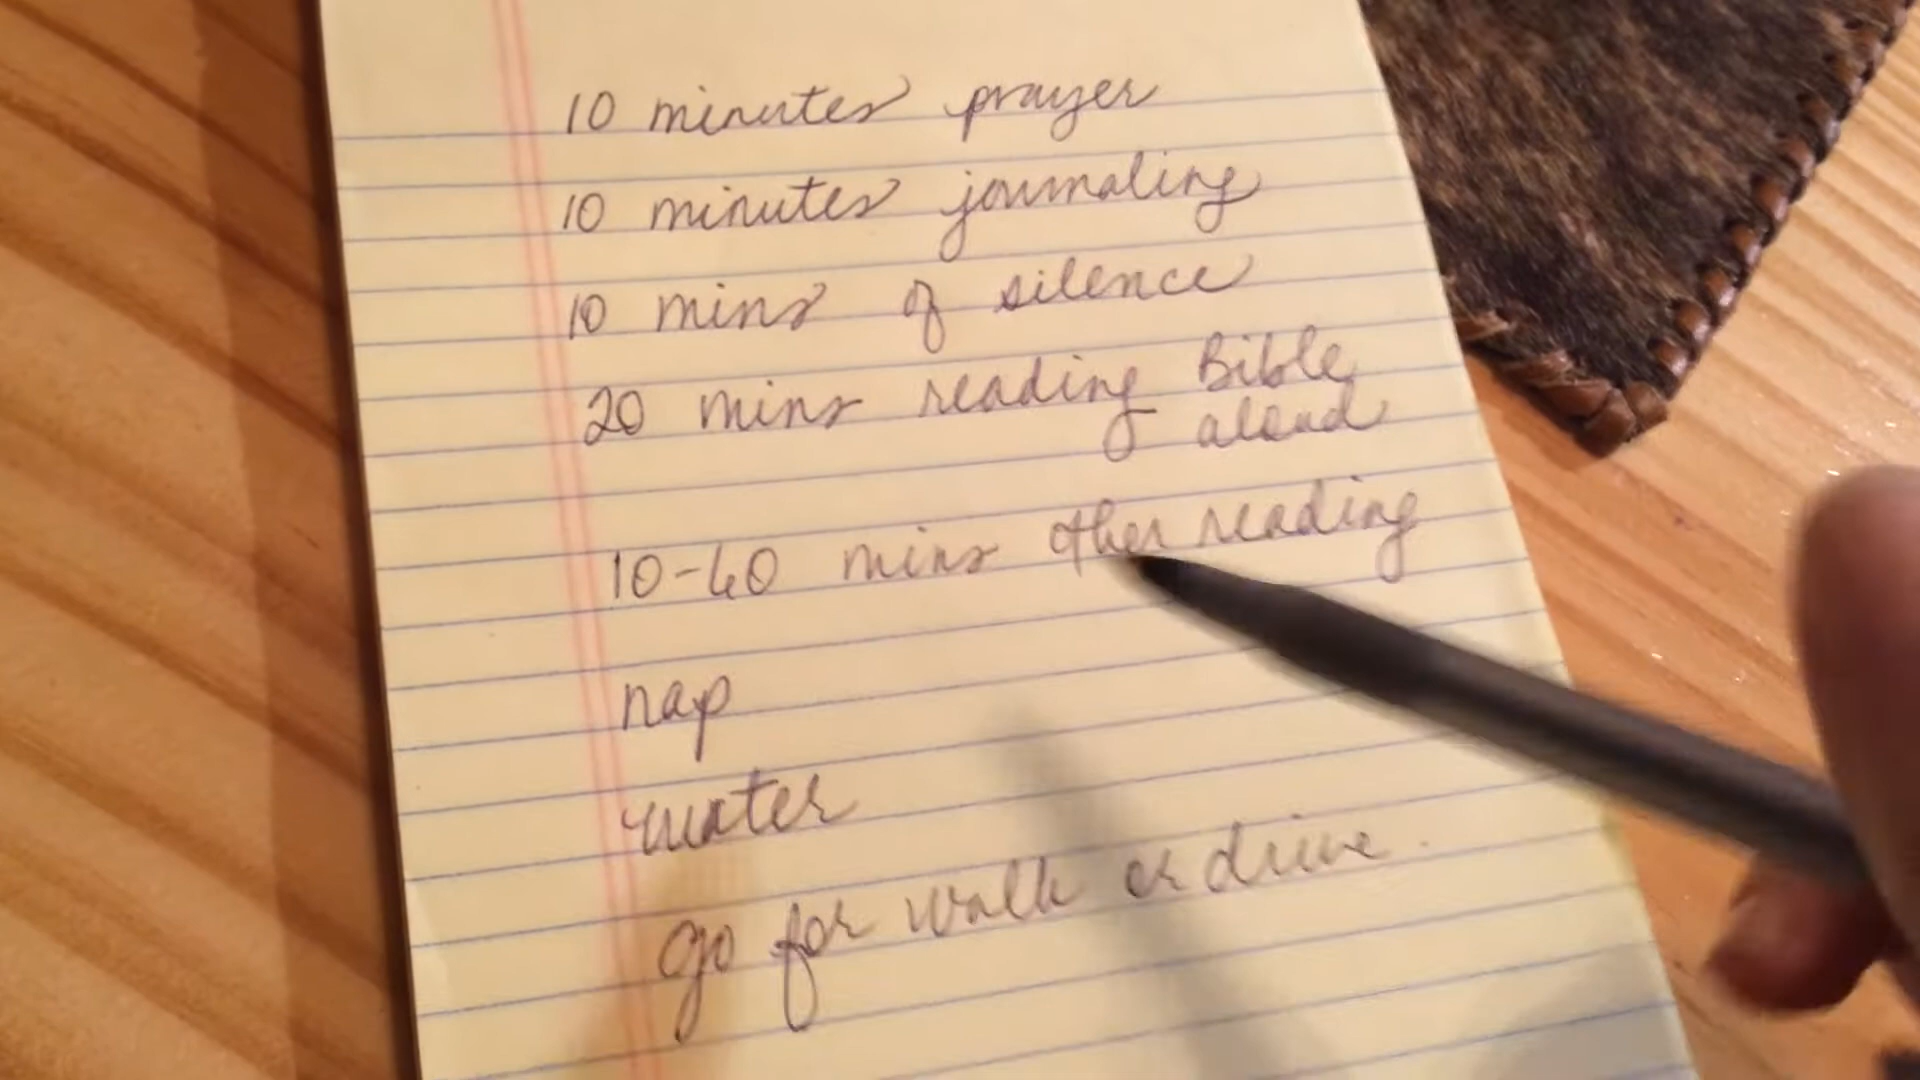 10 minutes prayer
10 minutes journaling
10 mins of silence
20 mins reading Bible
aloud
10-60 mins other reading
nap
water
go for walk or drive.